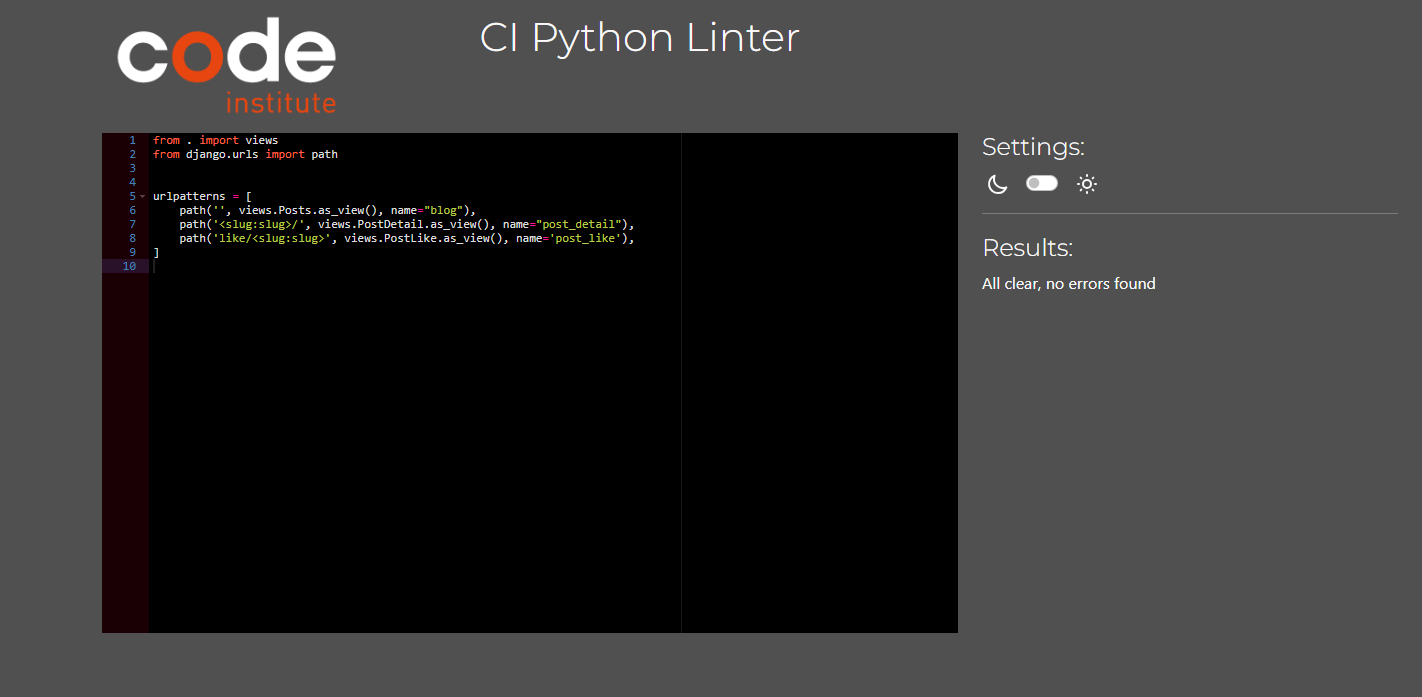 code
institute
CI Python Linter
1 from . import views
2 from django.urls import path
3
4
5 urlpatterns = [
6     path('', views.Posts.as_view(), name="blog"),
7     path('<slug:slug>/', views.PostDetail.as_view(), name="post_detail"),
8     path('like/<slug:slug>', views.PostLike.as_view(), name='post_like'),
9 ]
10
Settings:
Results:
All clear, no errors found